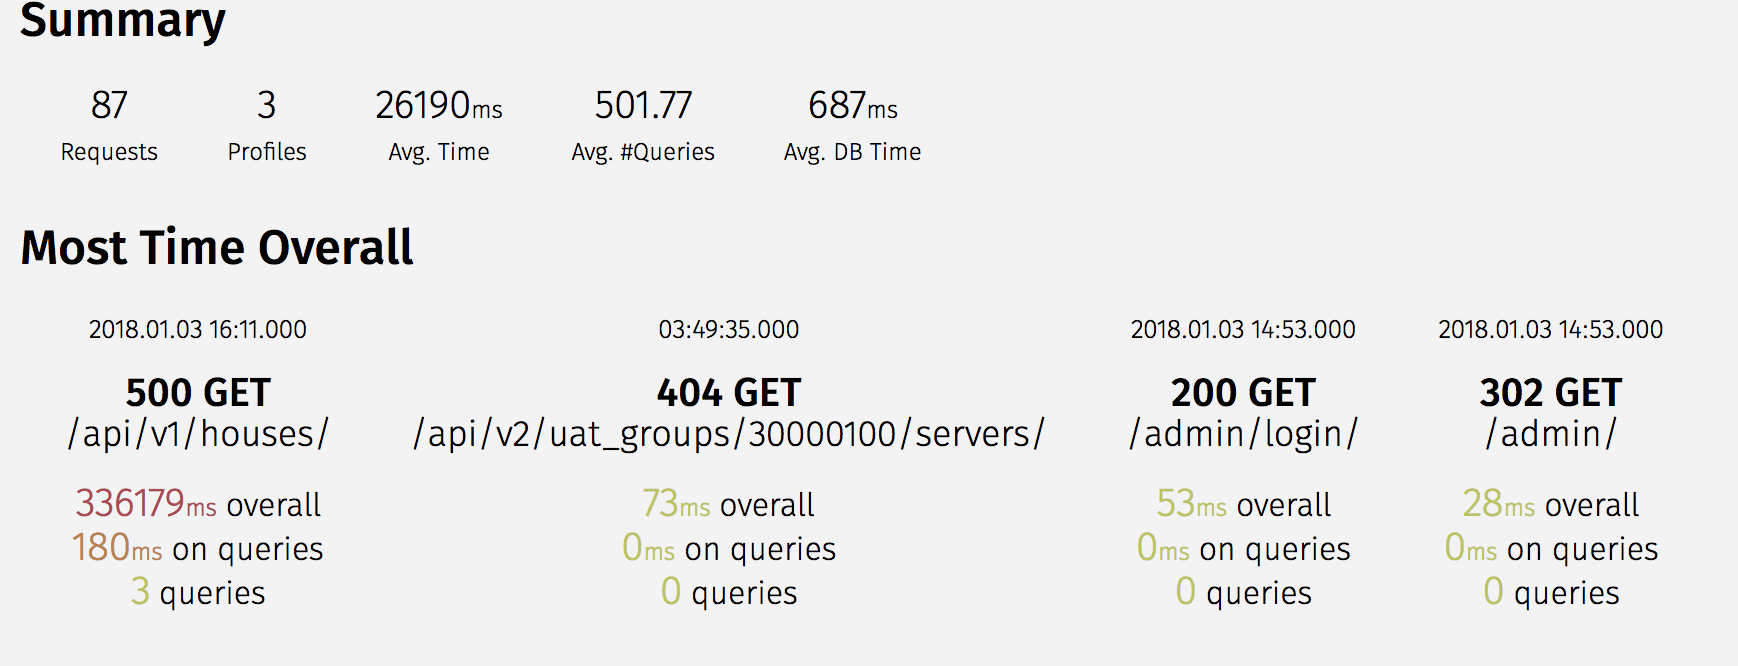 Summary
87 3 26190ms 501.77 687ms
Requests Profiles Avg. Time Avg. #Queries Avg. DB Time
Most Time Overall
2018.01.03 16:11.000 03:49:35.000 2018.01.03 14:53.000 2018.01.03 14:53.000
500 GET 404 GET 200 GET 302 GET
/api/v1/houses/ /api/v2/uat_groups/30000100/servers/ /admin/login/ /admin/
336179ms overall 73ms overall 53ms overall 28ms overall
180ms on queries 0ms on queries 0ms on queries 0ms on queries
3 queries 0 queries 0 queries 0 queries